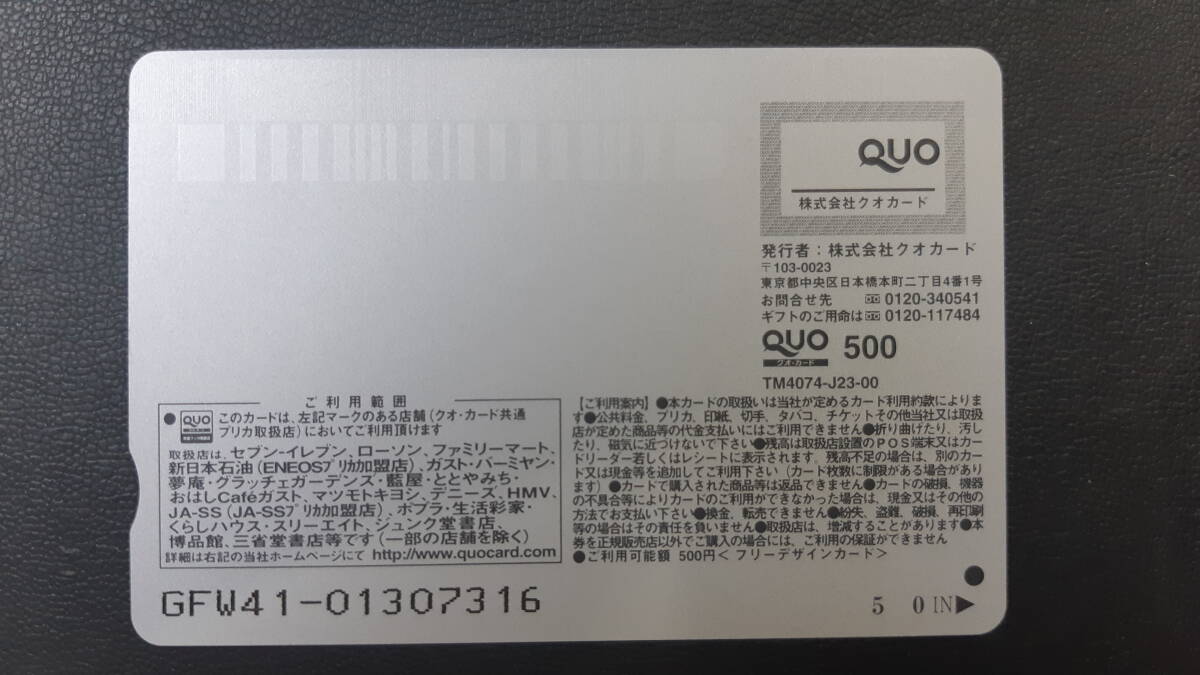 QUO
株式会社クオカード
発行者:株式会社クオカード
〒103-0023
東京都中央区日本橋本町二丁目4番1号
お問合せ先 0120-340541
ギフトのご用命は 0120-117484
QUO 500
クオ・カード
TM4074-J23-00
ご利用範囲
●QUO このカードは、左記マークのある店舗(クオ・カード共通
プリカ取扱店)においてご利用頂けます
取扱店は、セブン-イレブン、ローソン、ファミリーマート、
新日本石油(ENEOSプリカ加盟店)、ガスト・バーミヤン・
夢庵・グラッチェガーデンズ・藍屋・ととやみち・
おはしCaféガスト、マツモトキヨシ、デニーズ、HMV、
JA-SS(JA-SSプリカ加盟店)、ポプラ・生活彩家・
くらしハウス・スリーエイト、ジュンク堂書店、
博品館、三省堂書店等です(一部の店舗を除く)
詳細は右記の当社ホームページにて http://www.quocard.com
【ご利用案内】●本カードの取扱いは当社が定めるカード利用約款によりま
す●公共料金、プリカ、印紙、切手、タバコ、チケットその他当社又は取扱
店が定めた商品等の代金支払いにはご利用できません●折り曲げたり、汚し
たり、磁気に近づけないで下さい●残高は取扱店設置のPOS端末又はカー
ドリーダー若しくはレシートに表示されます。残高不足の場合は、別のカー
ド又は現金等を追加してご利用下さい(カード枚数に制限がある場合があり
ます)●カードで購入された商品等は返品できません●カードの破損、機器
の不具合等によりカードのご利用ができなかった場合は、現金又はその他の
方法でお支払い下さい●換金、転売できません●紛失、盗難、破損、再印刷
等の場合はその責任を負いません●取扱店は、増減することがあります●本
券を正規販売店以外でご購入の場合には、ご利用の保証ができません
●ご利用可能額 500円<フリーデザインカード>
GFW41-01307316
5 0 IN▶